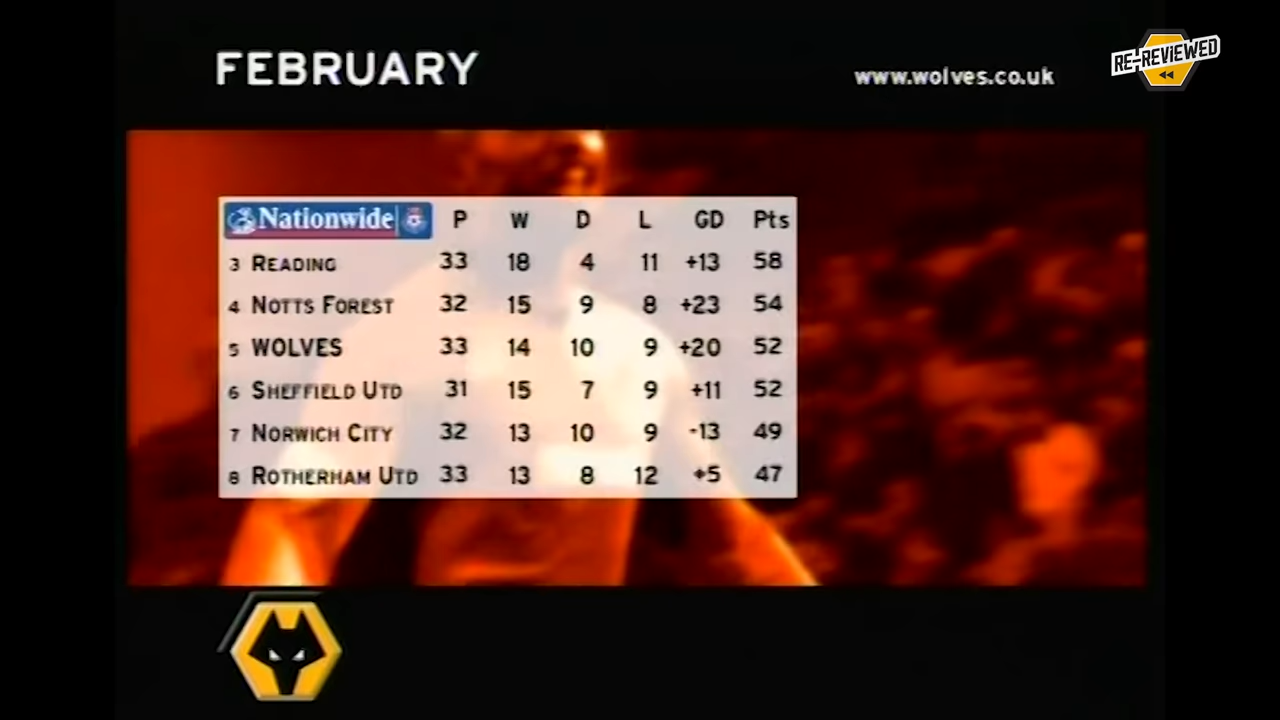 FEBRUARY
www.wolves.co.uk
RE-REVIEWED
Nationwide P W D L GD Pts
3 READING 33 18 4 11 +13 58
4 NOTTS FOREST 32 15 9 8 +23 54
5 WOLVES 33 14 10 9 +20 52
6 SHEFFIELD UTD 31 15 7 9 +11 52
7 NORWICH CITY 32 13 10 9 -13 49
8 ROTHERHAM UTD 33 13 8 12 +5 47